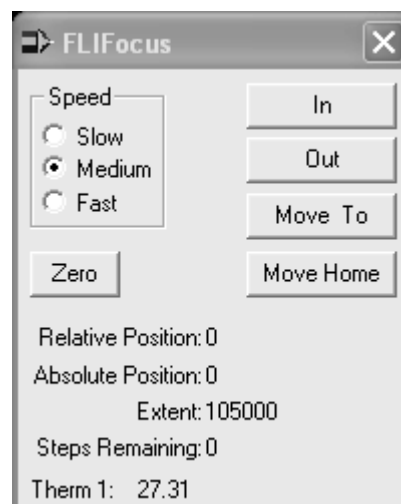 FLIFocus
Speed
Slow
Medium
Fast
In
Out
Move To
Zero
Move Home
Relative Position: 0
Absolute Position: 0
Extent: 105000
Steps Remaining: 0
Therm 1: 27.31